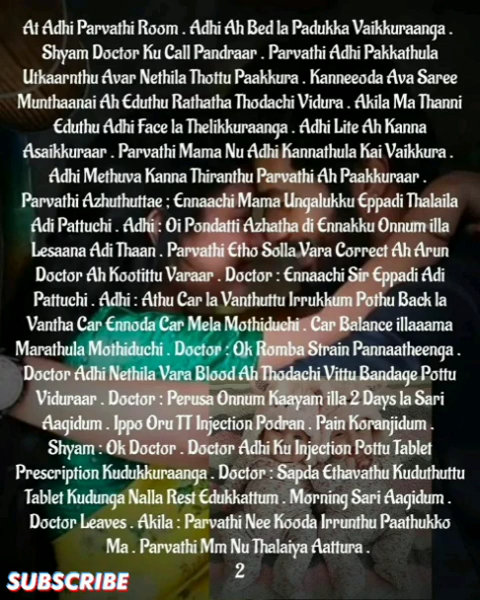 At Adhi Parvathi Room . Adhi Ah Bed la Padukka Vaikkuraanga .
Shyam Doctor Ku Call Pandraar . Parvathi Adhi Pakkathula
Utkaarnthu Avar Nethila Thottu Paakkura . Kanneeoda Ava Saree
Munthaanai Ah Eduthu Rathatha Thodachi Vidura . Akila Ma Thanni
Eduthu Adhi Face la Thelikkuraanga . Adhi Lite Ah Kanna
Asaikkuraar . Parvathi Mama Nu Adhi Kannathula Kai Vaikkura .
Adhi Methuva Kanna Thiranthu Parvathi Ah Paakkuraar .
Parvathi Azhuthuttae ; Ennaachi Mama Ungalukku Eppadi Thalaila
Adi Pattuchi . Adhi : Oi Pondatti Azhatha di Ennakku Onnum illa
Lesaana Adi Thaan . Parvathi Etho Solla Vara Correct Ah Arun
Doctor Ah Kootittu Varaar . Doctor : Ennaachi Sir Eppadi Adi
Pattuchi . Adhi : Athu Car la Vanthuttu Irrukkum Pothu Back la
Vantha Car Ennoda Car Mela Mothiduchi . Car Balance illaaama
Marathula Mothiduchi . Doctor : Ok Romba Strain Pannaatheenga .
Doctor Adhi Nethila Vara Blood Ah Thodachi Vittu Bandage Pottu
Viduraar . Doctor : Perusa Onnum Kaayam illa 2 Days la Sari
Aagidum . Ippo Oru TT Injection Podran . Pain Koranjidum .
Shyam : Ok Doctor . Doctor Adhi Ku Injection Pottu Tablet
Prescription Kudukkuraanga . Doctor : Sapda Ethavathu Kuduthuttu
Tablet Kudunga Nalla Rest Edukkattum . Morning Sari Aagidum .
Doctor Leaves . Akila : Parvathi Nee Kooda Irrunthu Paathukko
Ma . Parvathi Mm Nu Thalaiya Aattura .
2
SUBSCRIBE